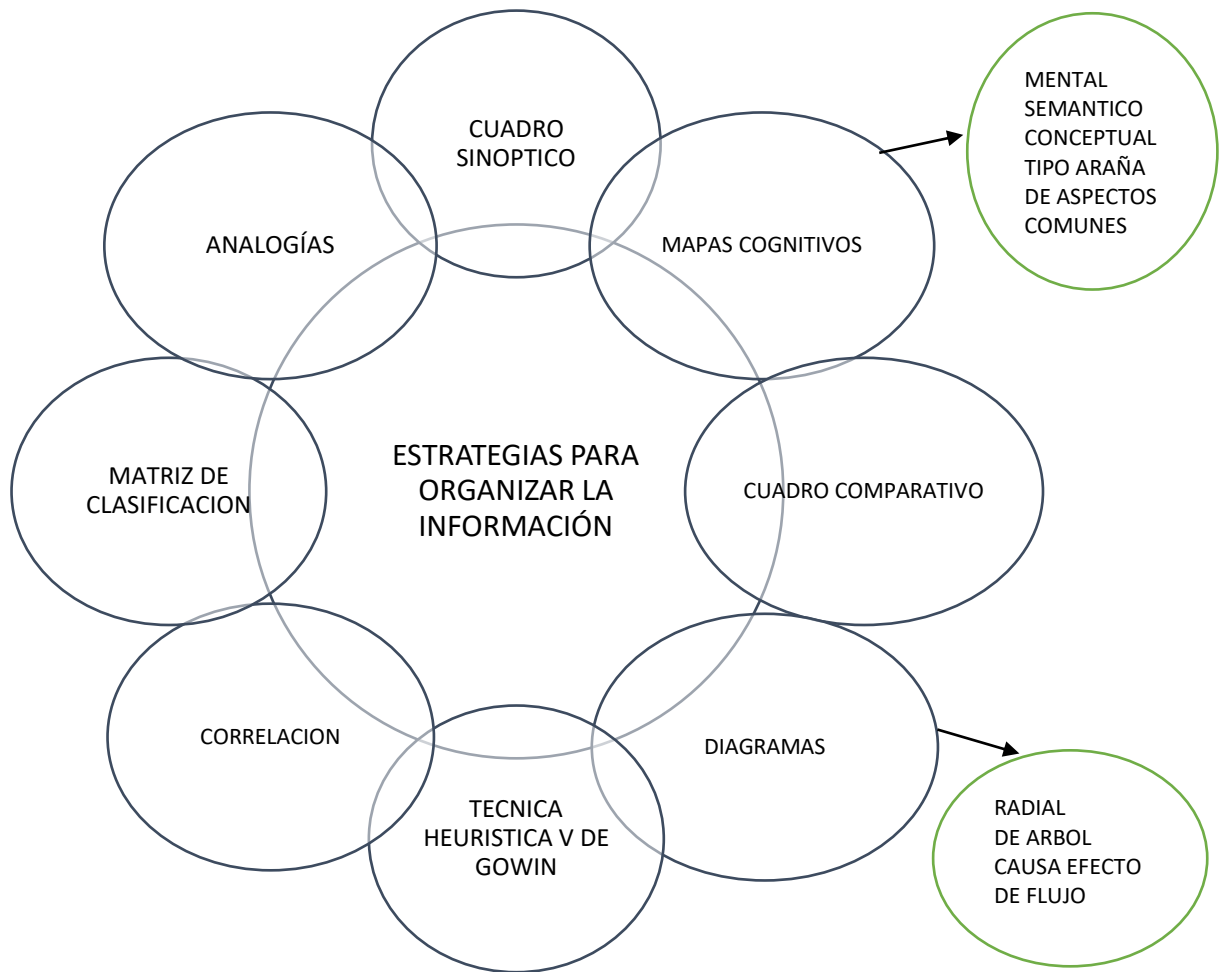 CUADRO
SINOPTICO
MENTAL
SEMANTICO
CONCEPTUAL
TIPO ARAÑA
DE ASPECTOS
COMUNES
ANALOGÍAS
MAPAS COGNITIVOS
ESTRATEGIAS PARA
ORGANIZAR LA
INFORMACIÓN
MATRIZ DE
CLASIFICACION
CUADRO COMPARATIVO
CORRELACION
DIAGRAMAS
TECNICA
HEURISTICA V DE
GOWIN
RADIAL
DE ARBOL
CAUSA EFECTO
DE FLUJO